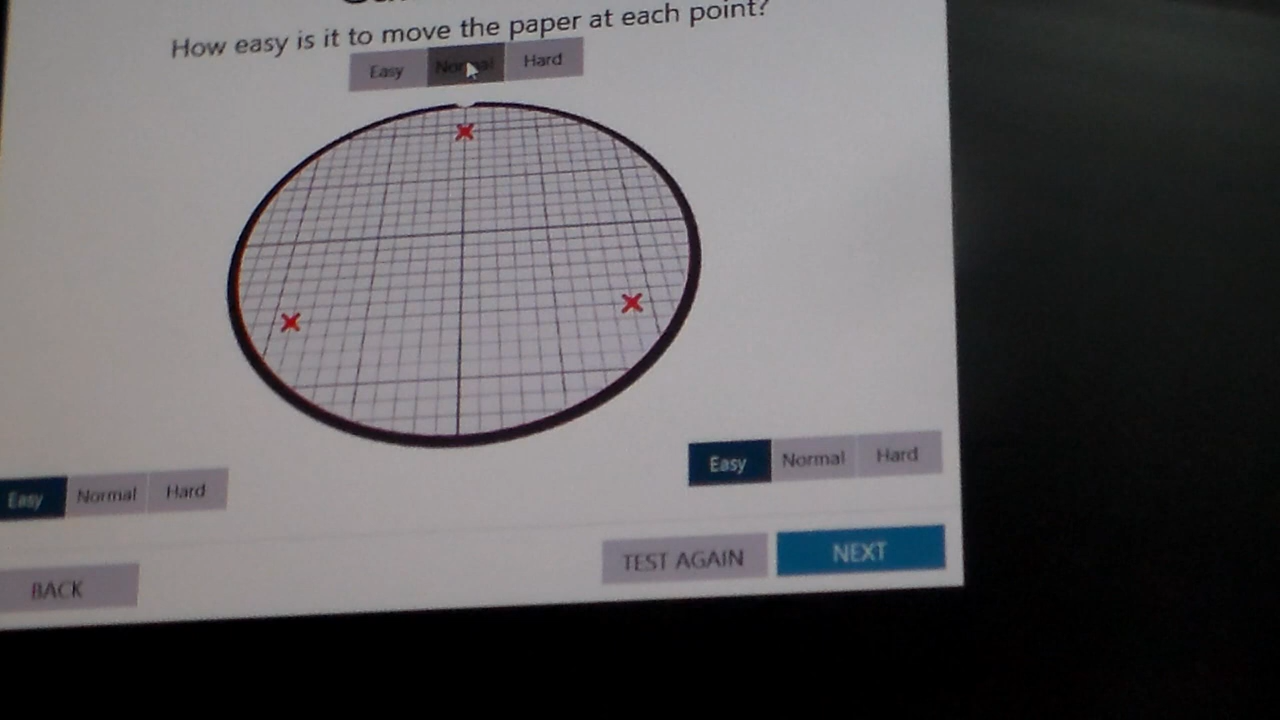 How easy is it to move the paper at each point?
Easy Normal Hard
Easy Normal Hard
Easy Normal Hard
BACK
TEST AGAIN
NEXT